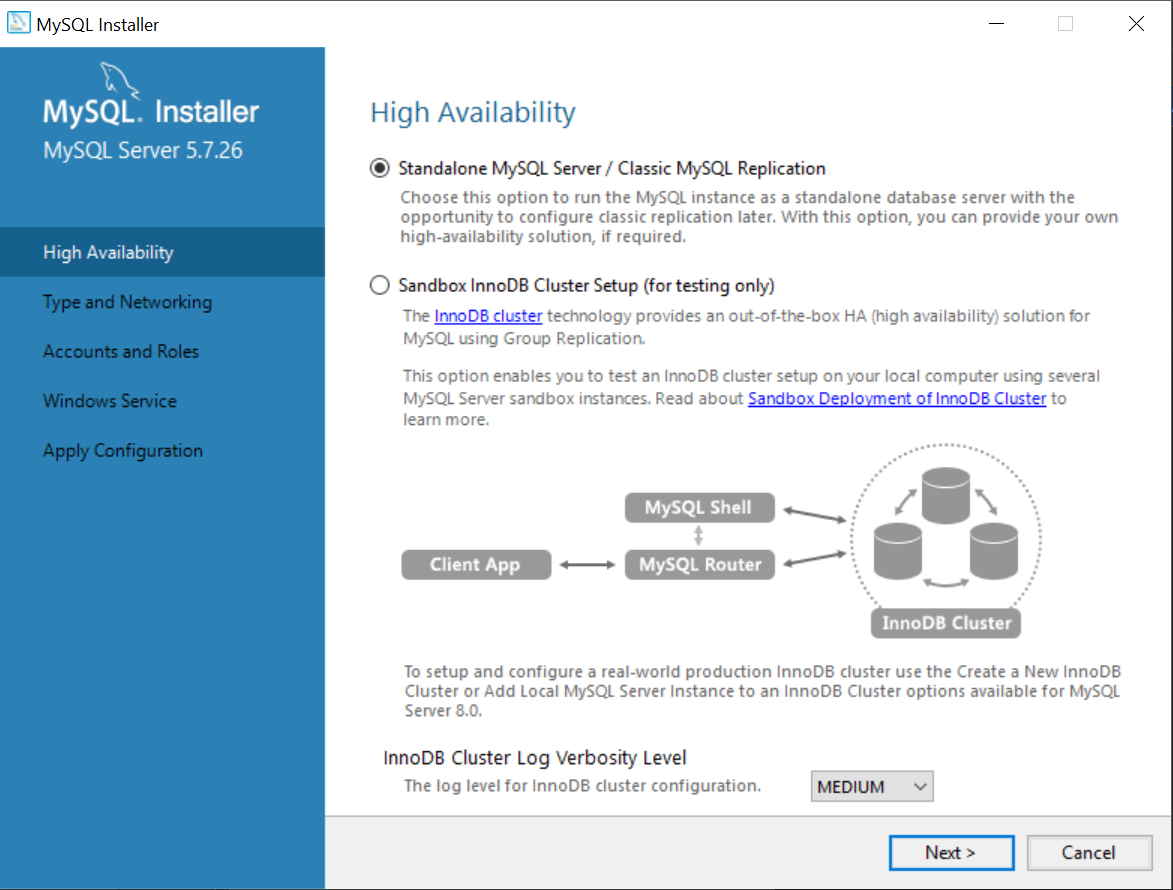 MySQL Installer
MySQL. Installer
MySQL Server 5.7.26
High Availability
Type and Networking
Accounts and Roles
Windows Service
Apply Configuration
High Availability
Standalone MySQL Server / Classic MySQL Replication
Choose this option to run the MySQL instance as a standalone database server with the
opportunity to configure classic replication later. With this option, you can provide your own
high-availability solution, if required.
Sandbox InnoDB Cluster Setup (for testing only)
The InnoDB cluster technology provides an out-of-the-box HA (high availability) solution for
MySQL using Group Replication.
This option enables you to test an InnoDB cluster setup on your local computer using several
MySQL Server sandbox instances. Read about Sandbox Deployment of InnoDB Cluster to
learn more.
MySQL Shell
Client App
MySQL Router
InnoDB Cluster
To setup and configure a real-world production InnoDB cluster use the Create a New InnoDB
Cluster or Add Local MySQL Server Instance to an InnoDB Cluster options available for MySQL
Server 8.0.
InnoDB Cluster Log Verbosity Level
The log level for InnoDB cluster configuration.
MEDIUM
Next >
Cancel